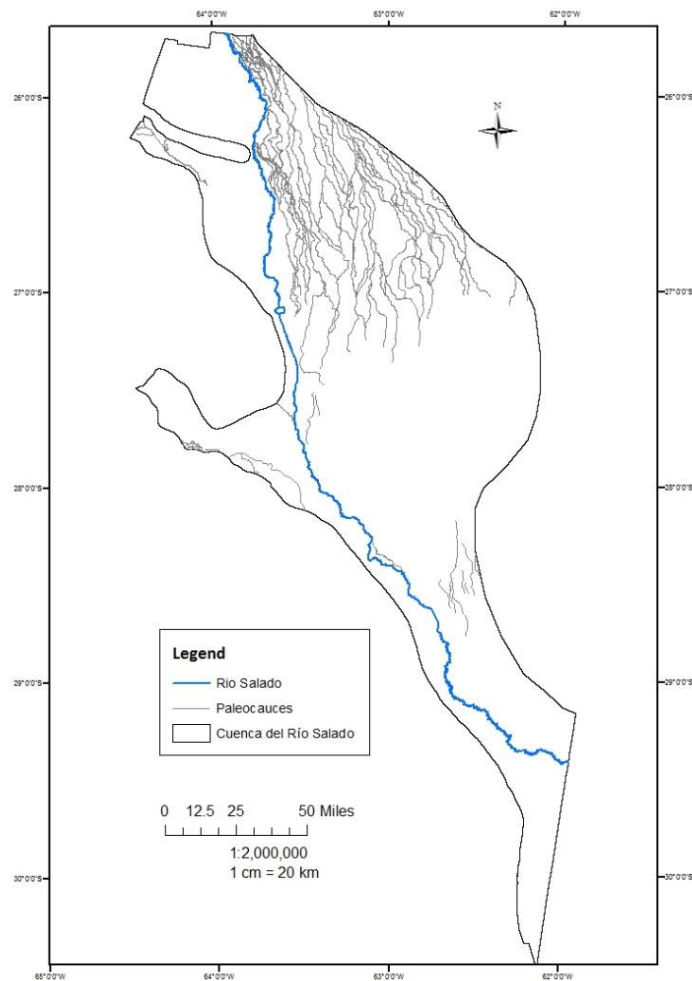 64°0'0"W 63°0'0"W 62°0'0"W
26°0'0"S 26°0'0"S
N
27°0'0"S 27°0'0"S
28°0'0"S 28°0'0"S
Legend
Rio Salado
Paleocauces
Cuenca del Río Salado
29°0'0"S 29°0'0"S
0 12.5 25 50 Miles
1:2,000,000
1 cm = 20 km
30°0'0"S 30°0'0"S
65°0'0"W 64°0'0"W 63°0'0"W 62°0'0"W